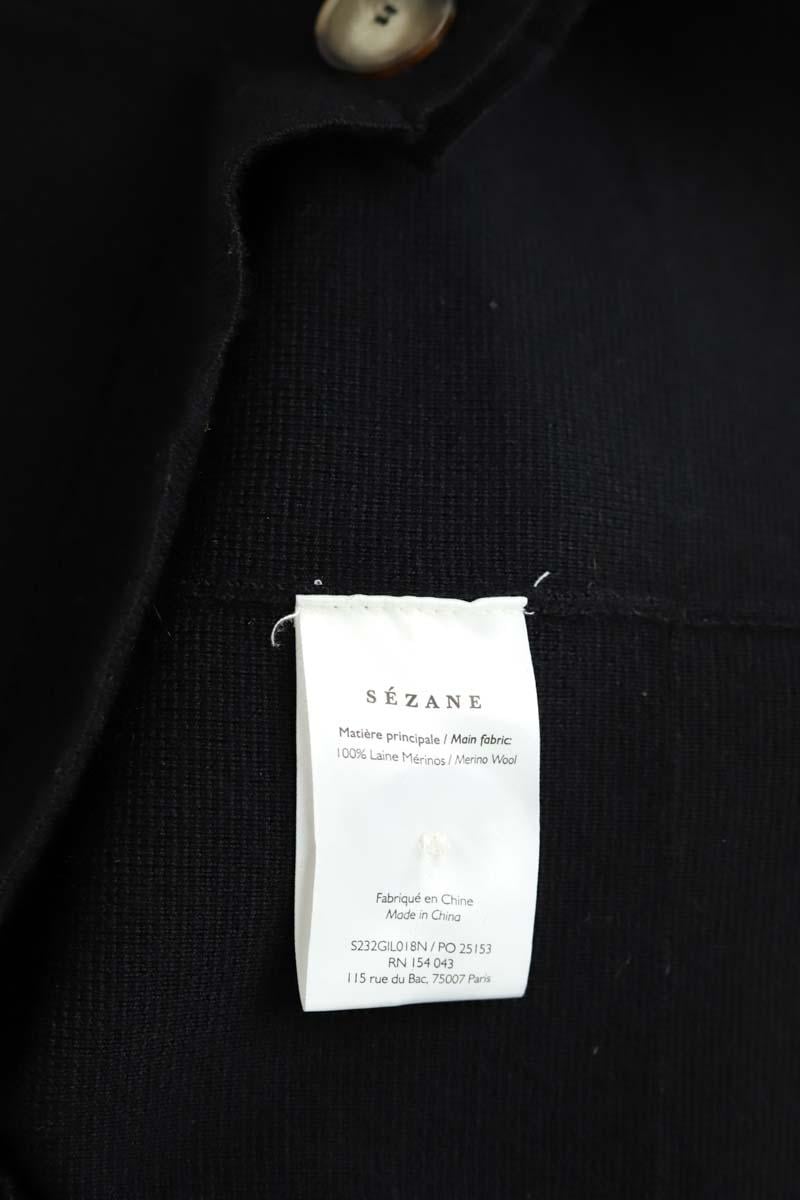 SÉZANE
Matière principale / Main fabric:
100% Laine Mérinos / Merino Wool
Fabriqué en Chine
Made in China
S232GIL018N / PO 25153
RN 154 043
115 rue du Bac, 75007 Paris